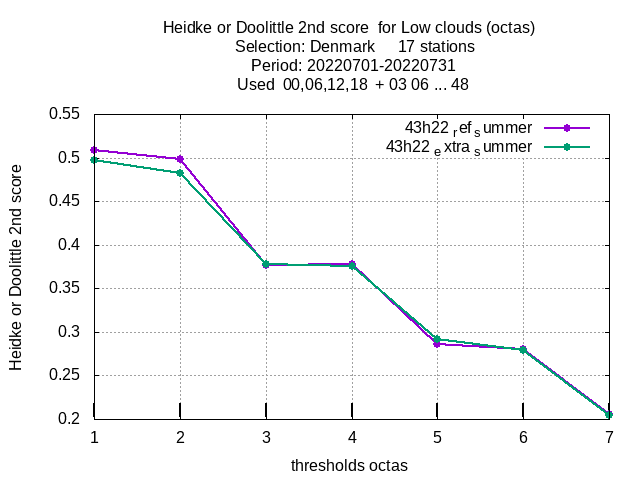 Heidke or Doolittle 2nd score  for Low clouds (octas)
Selection: Denmark     17 stations
Period: 20220701-20220731
Used  00,06,12,18  + 03 06 ... 48
43h22 ref summer
43h22 extra summer
Heidke or Doolittle 2nd score
0.55
0.5
0.45
0.4
0.35
0.3
0.25
0.2
1 2 3 4 5 6 7
thresholds octas